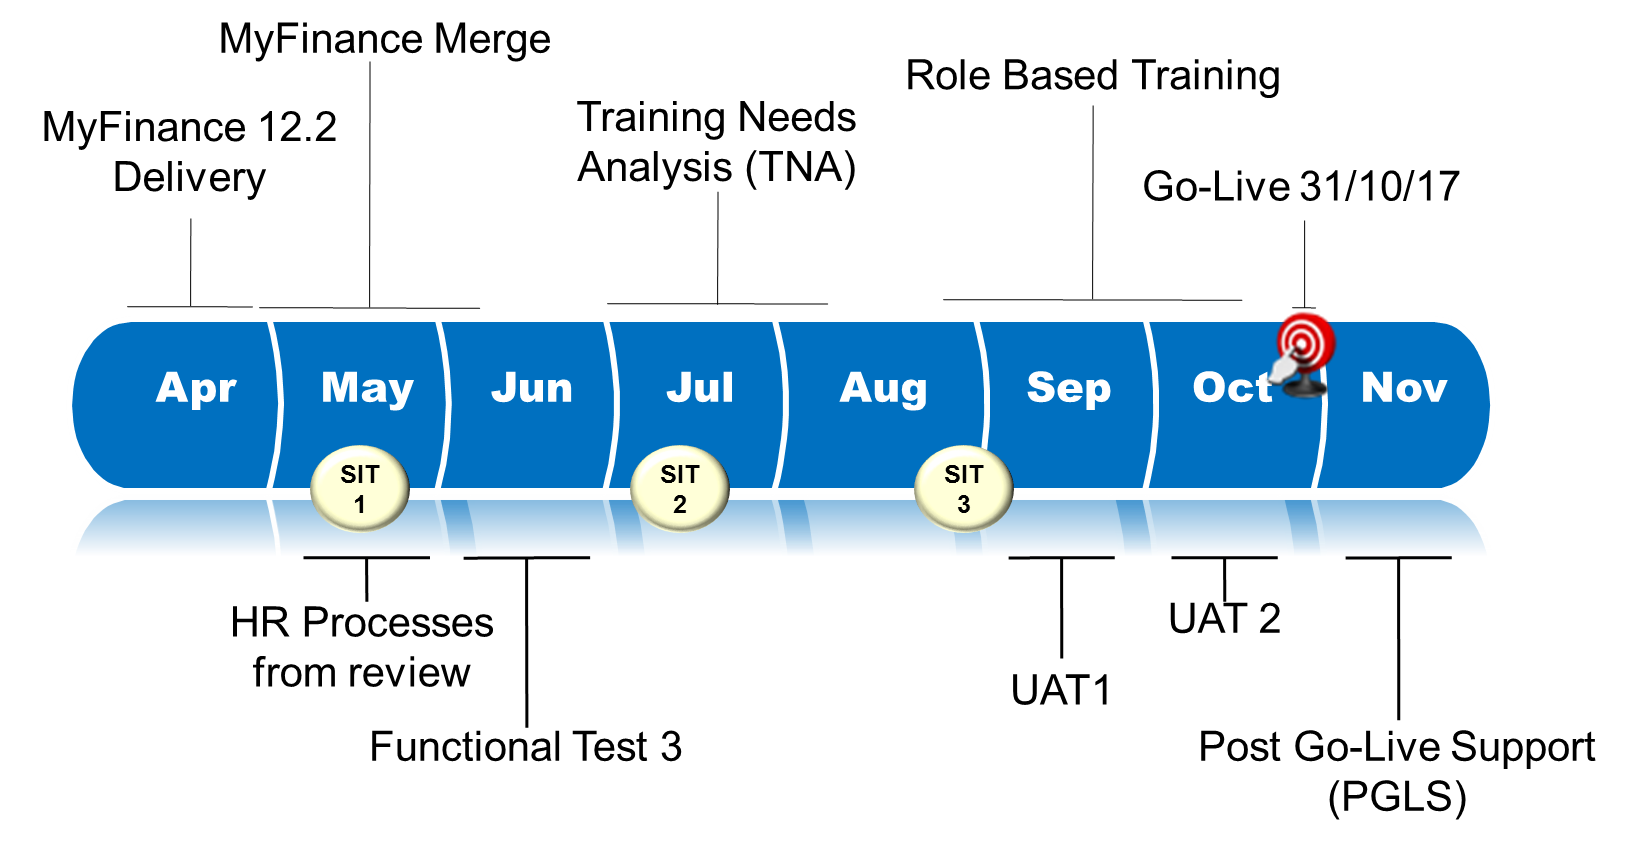 MyFinance Merge
Role Based Training
MyFinance 12.2
Delivery
Training Needs
Analysis (TNA)
Go-Live 31/10/17
Apr
May
Jun
Jul
Aug
Sep
Oct
Nov
SIT
1
SIT
2
SIT
3
HR Processes
from review
UAT 2
UAT1
Functional Test 3
Post Go-Live Support
(PGLS)